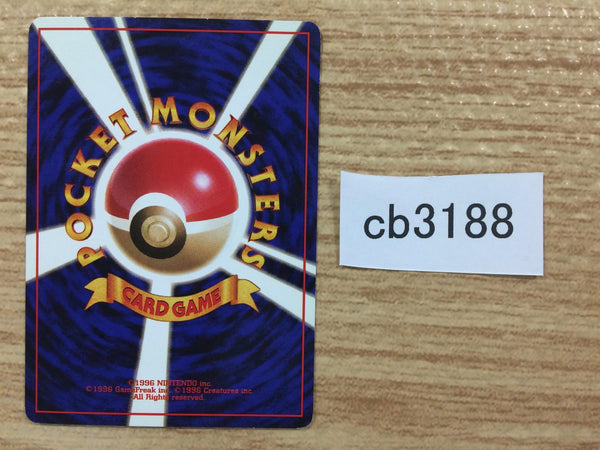 POCKET MONSTERS
CARD GAME
©1996 NINTENDO inc.
©1996 GameFreak inc. ©1996 Creatures inc.
All Rights reserved.
cb3188